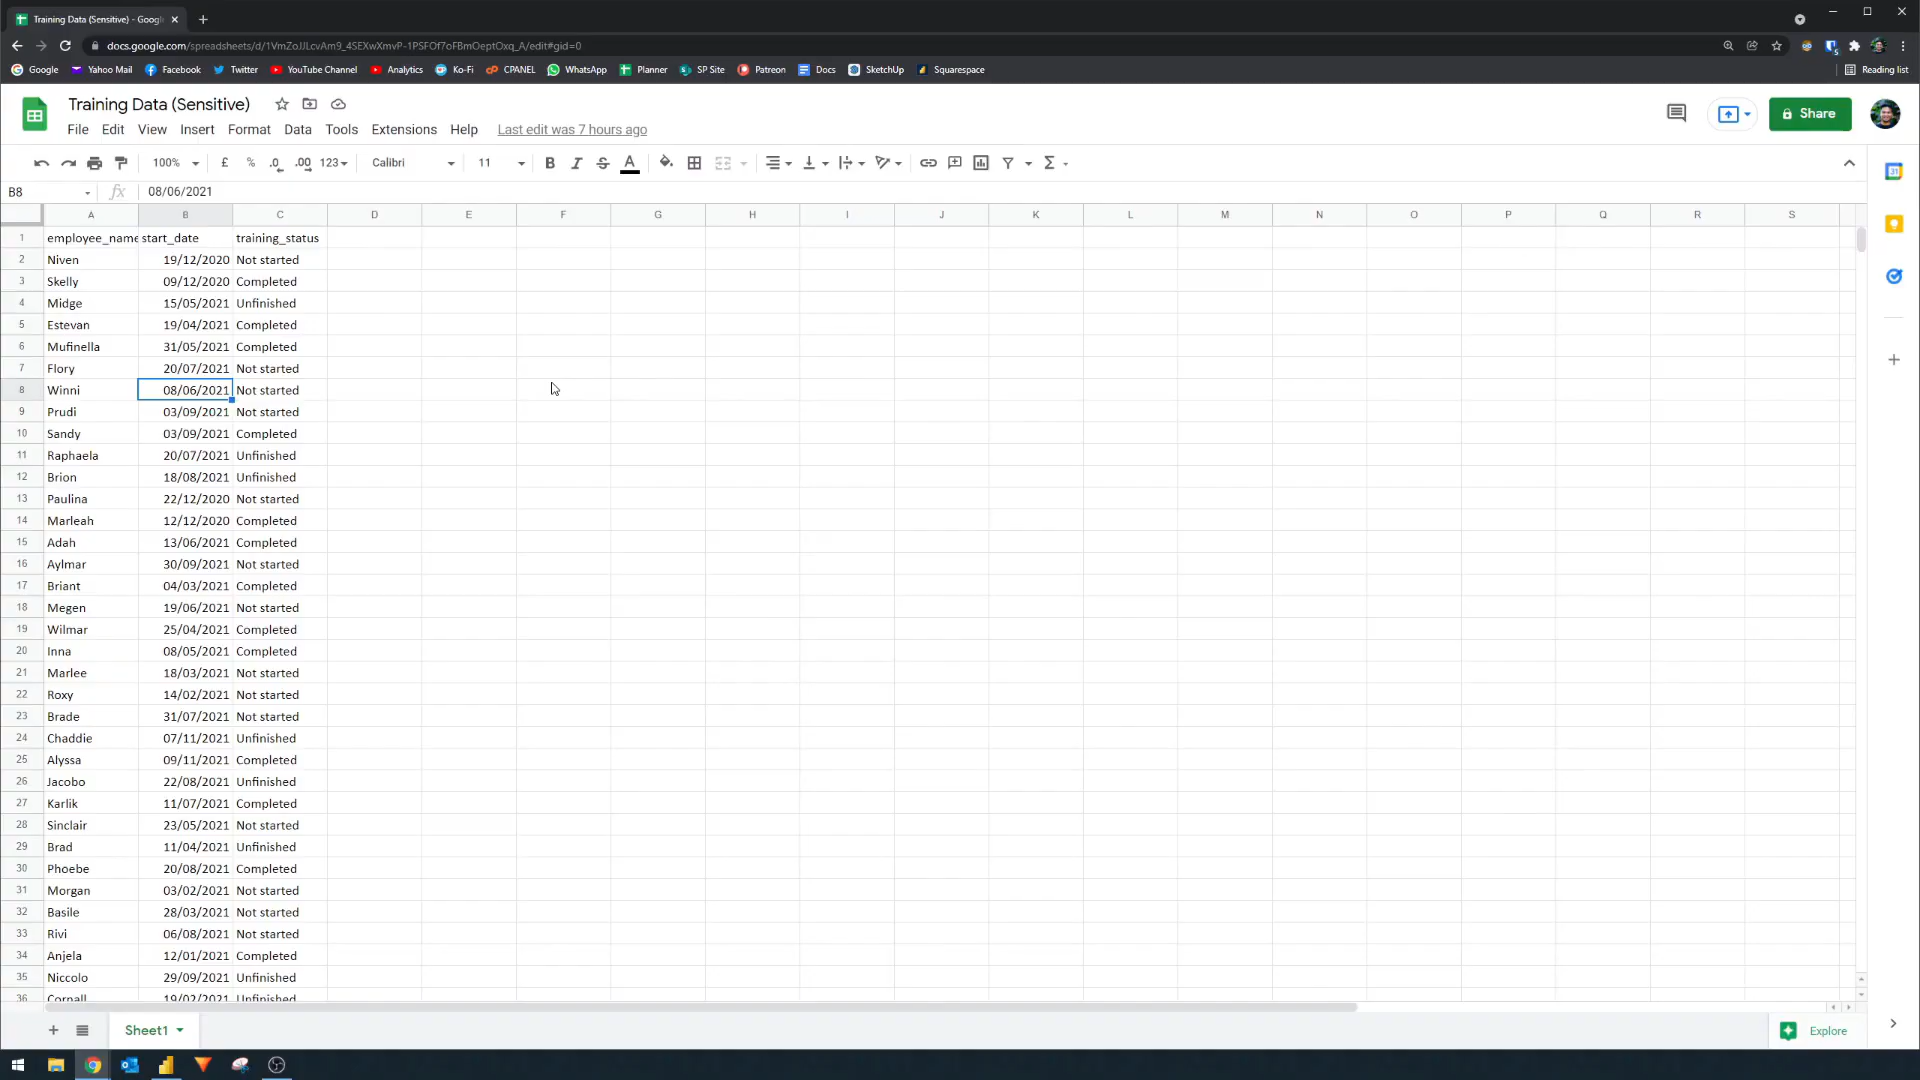 Training Data (Sensitive) - Googl
docs.google.com/spreadsheets/d/1VmZoJJLcvAm9_4SEXwXmvP-1PSFOf7oFBmOeptOxq_A/edit#gid=0
Google Yahoo Mail Facebook Twitter YouTube Channel Analytics Ko-Fi CPANEL WhatsApp Planner SP Site Patreon Docs SketchUp Squarespace Reading list
Training Data (Sensitive)
Share
File Edit View Insert Format Data Tools Extensions Help Last edit was 7 hours ago
100% £ % .0 .00 123 Calibri 11 B I S A Σ
B8 fx 08/06/2021
A B C D E F G H I J K L M N O P Q R S
1 employee_name start_date training_status
2 Niven 19/12/2020 Not started
3 Skelly 09/12/2020 Completed
4 Midge 15/05/2021 Unfinished
5 Estevan 19/04/2021 Completed
6 Mufinella 31/05/2021 Completed
7 Flory 20/07/2021 Not started
8 Winni 08/06/2021 Not started
9 Prudi 03/09/2021 Not started
10 Sandy 03/09/2021 Completed
11 Raphaela 20/07/2021 Unfinished
12 Brion 18/08/2021 Unfinished
13 Paulina 22/12/2020 Not started
14 Marleah 12/12/2020 Completed
15 Adah 13/06/2021 Completed
16 Aylmar 30/09/2021 Not started
17 Briant 04/03/2021 Completed
18 Megen 19/06/2021 Not started
19 Wilmar 25/04/2021 Completed
20 Inna 08/05/2021 Completed
21 Marlee 18/03/2021 Not started
22 Roxy 14/02/2021 Not started
23 Brade 31/07/2021 Not started
24 Chaddie 07/11/2021 Unfinished
25 Alyssa 09/11/2021 Completed
26 Jacobo 22/08/2021 Unfinished
27 Karlik 11/07/2021 Completed
28 Sinclair 23/05/2021 Not started
29 Brad 11/04/2021 Unfinished
30 Phoebe 20/08/2021 Completed
31 Morgan 03/02/2021 Not started
32 Basile 28/03/2021 Not started
33 Rivi 06/08/2021 Not started
34 Anjela 12/01/2021 Completed
35 Niccolo 29/09/2021 Unfinished
36 Cornall 19/02/2021 Unfinished
Sheet1 Explore